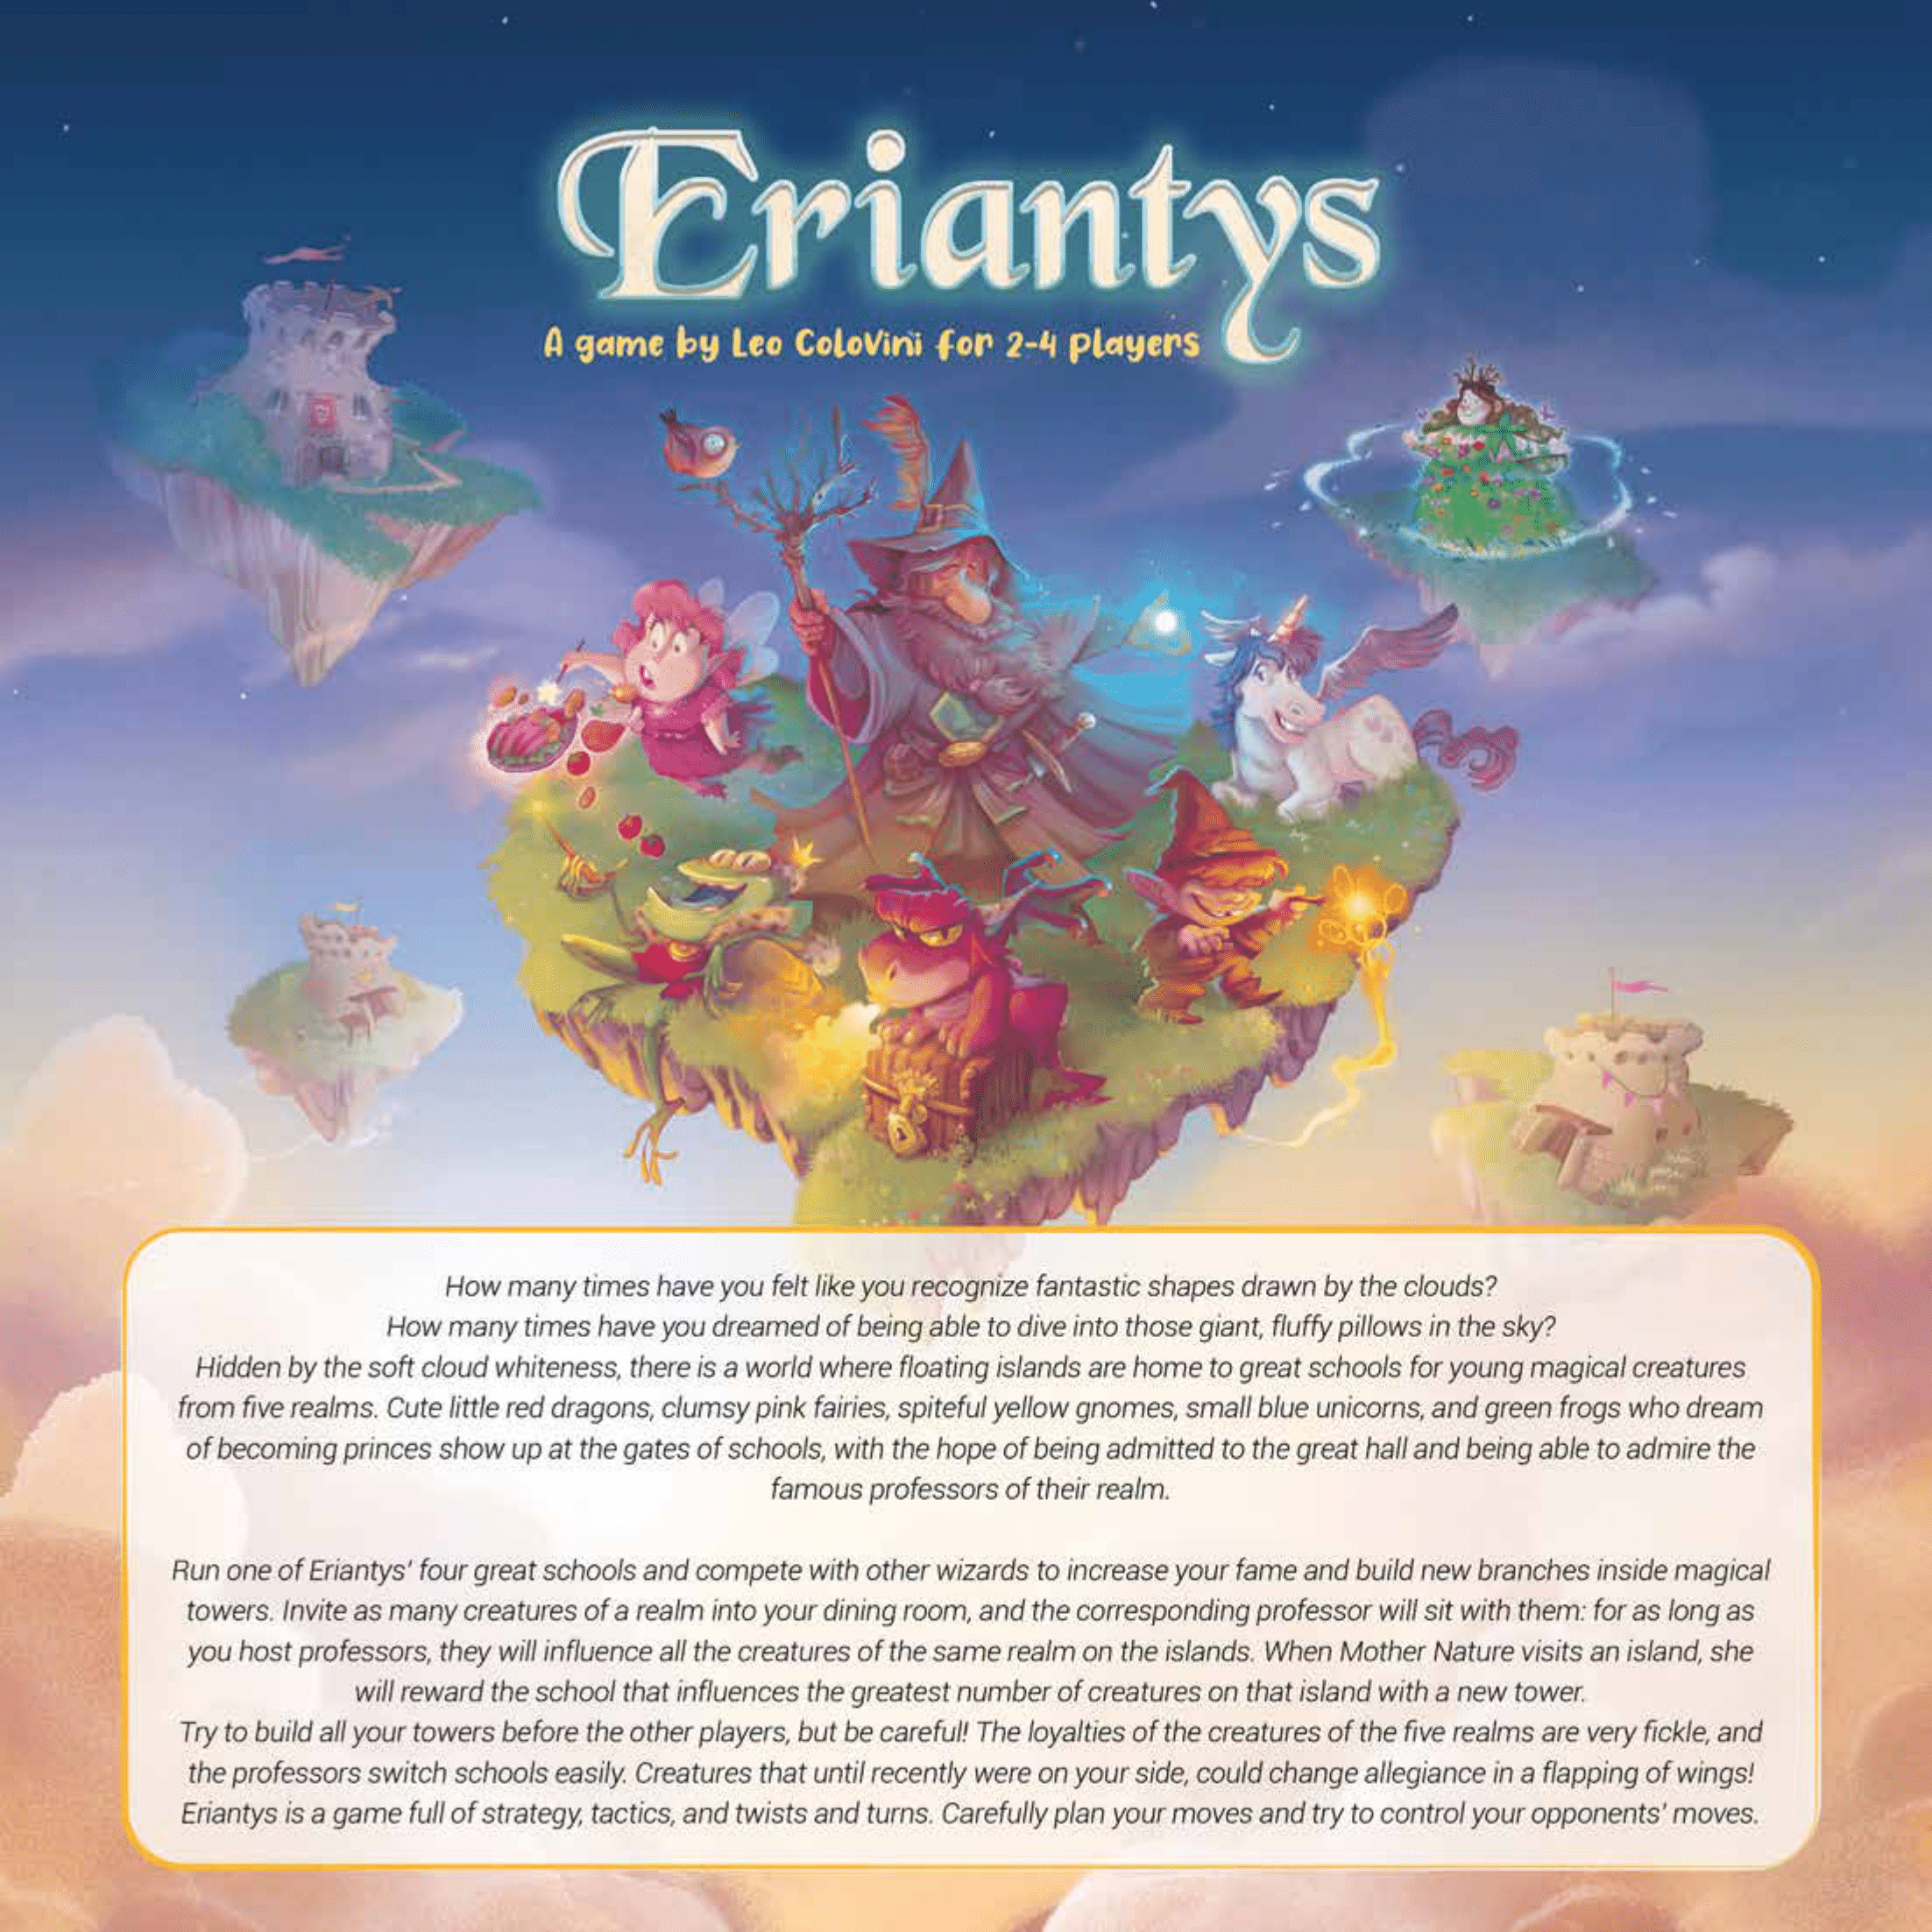 Eriantys
A game by Leo Colovini for 2-4 players
How many times have you felt like you recognize fantastic shapes drawn by the clouds?
How many times have you dreamed of being able to dive into those giant, fluffy pillows in the sky?
Hidden by the soft cloud whiteness, there is a world where floating islands are home to great schools for young magical creatures
from five realms. Cute little red dragons, clumsy pink fairies, spiteful yellow gnomes, small blue unicorns, and green frogs who dream
of becoming princes show up at the gates of schools, with the hope of being admitted to the great hall and being able to admire the
famous professors of their realm.
Run one of Eriantys' four great schools and compete with other wizards to increase your fame and build new branches inside magical
towers. Invite as many creatures of a realm into your dining room, and the corresponding professor will sit with them: for as long as
you host professors, they will influence all the creatures of the same realm on the islands. When Mother Nature visits an island, she
will reward the school that influences the greatest number of creatures on that island with a new tower.
Try to build all your towers before the other players, but be careful! The loyalties of the creatures of the five realms are very fickle, and
the professors switch schools easily. Creatures that until recently were on your side, could change allegiance in a flapping of wings!
Eriantys is a game full of strategy, tactics, and twists and turns. Carefully plan your moves and try to control your opponents' moves.